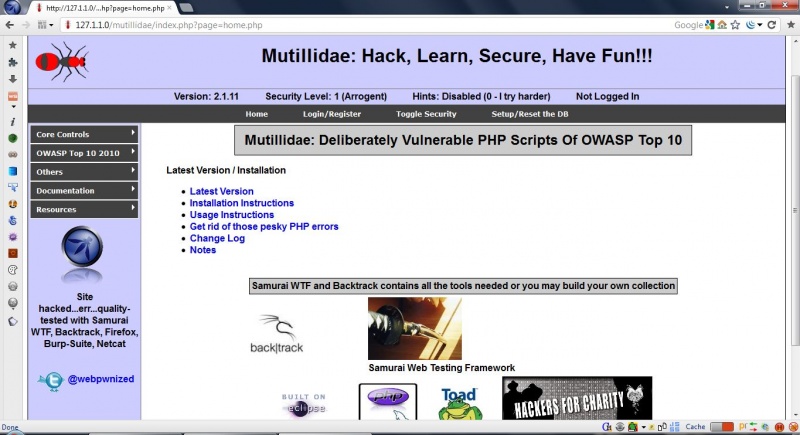 http://127.1.1.0/...hp?page=home.php
127.1.1.0/mutillidae/index.php?page=home.php
Google
Mutillidae: Hack, Learn, Secure, Have Fun!!!
Version: 2.1.11
Security Level: 1 (Arrogent)
Hints: Disabled (0 - I try harder)
Not Logged In
Home
Login/Register
Toggle Security
Setup/Reset the DB
Core Controls
OWASP Top 10 2010
Others
Documentation
Resources
Site
hacked...err...quality-
tested with Samurai
WTF, Backtrack, Firefox,
Burp-Suite, Netcat
@webpwnized
Mutillidae: Deliberately Vulnerable PHP Scripts Of OWASP Top 10
Latest Version / Installation
Latest Version
Installation Instructions
Usage Instructions
Get rid of those pesky PHP errors
Change Log
Notes
Samurai WTF and Backtrack contains all the tools needed or you may build your own collection
back|track
Samurai Web Testing Framework
BUILT ON
eclipse
php
Toad
HACKERS FOR CHARITY
Done
Cache